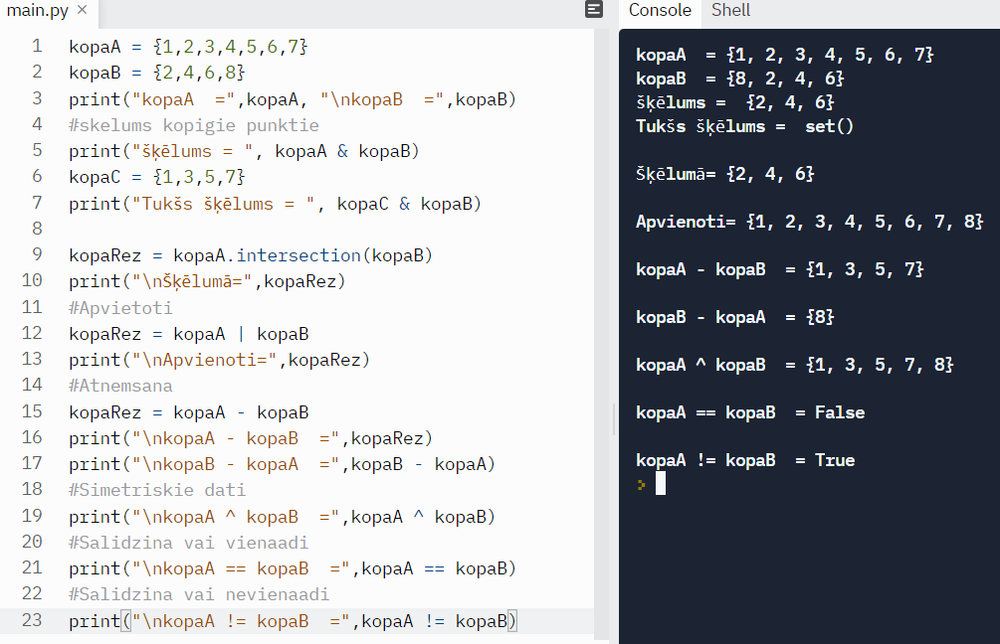 main.py ×
1 kopaA = {1,2,3,4,5,6,7}
2 kopaB = {2,4,6,8}
3 print("kopaA  =",kopaA, "\nkopaB  =",kopaB)
4 #skelums kopigie punktie
5 print("šķēlums = ", kopaA & kopaB)
6 kopaC = {1,3,5,7}
7 print("Tukšs šķēlums = ", kopaC & kopaB)
8
9 kopaRez = kopaA.intersection(kopaB)
10 print("\nŠķēlumā=",kopaRez)
11 #Apvietoti
12 kopaRez = kopaA | kopaB
13 print("\nApvienoti=",kopaRez)
14 #Atnemsana
15 kopaRez = kopaA - kopaB
16 print("\nkopaA - kopaB  =",kopaRez)
17 print("\nkopaB - kopaA  =",kopaB - kopaA)
18 #Simetriskie dati
19 print("\nkopaA ^ kopaB  =",kopaA ^ kopaB)
20 #Salidzina vai vienaadi
21 print("\nkopaA == kopaB  =",kopaA == kopaB)
22 #Salidzina vai nevienaadi
23 print("\nkopaA != kopaB  =",kopaA != kopaB)
Console Shell
kopaA  = {1, 2, 3, 4, 5, 6, 7}
kopaB  = {8, 2, 4, 6}
šķēlums =  {2, 4, 6}
Tukšs šķēlums =  set()
Šķēlumā= {2, 4, 6}
Apvienoti= {1, 2, 3, 4, 5, 6, 7, 8}
kopaA - kopaB  = {1, 3, 5, 7}
kopaB - kopaA  = {8}
kopaA ^ kopaB  = {1, 3, 5, 7, 8}
kopaA == kopaB  = False
kopaA != kopaB  = True
>